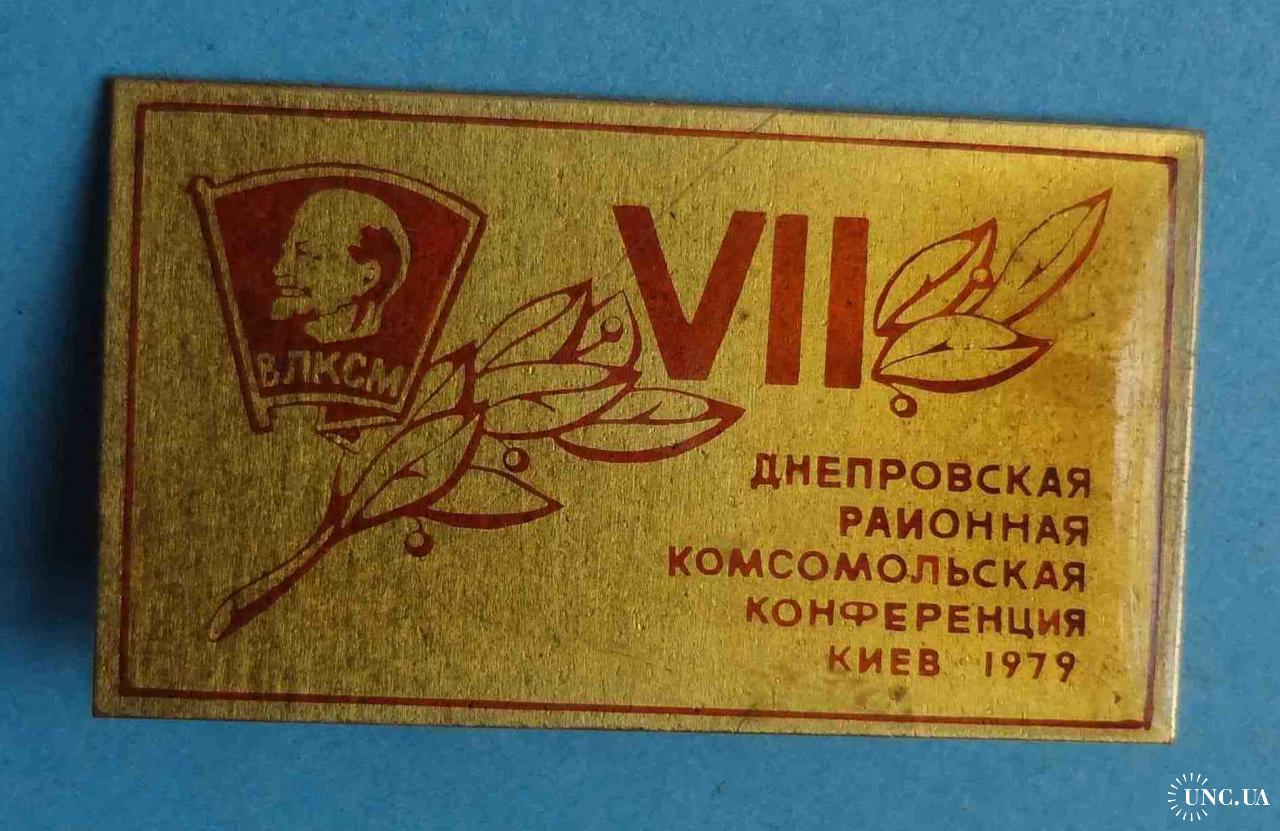 ВЛКСМ
VII
ДНЕПРОВСКАЯ
РАЙОННАЯ
КОМСОМОЛЬСКАЯ
КОНФЕРЕНЦИЯ
КИЕВ 1979
UNC.UA